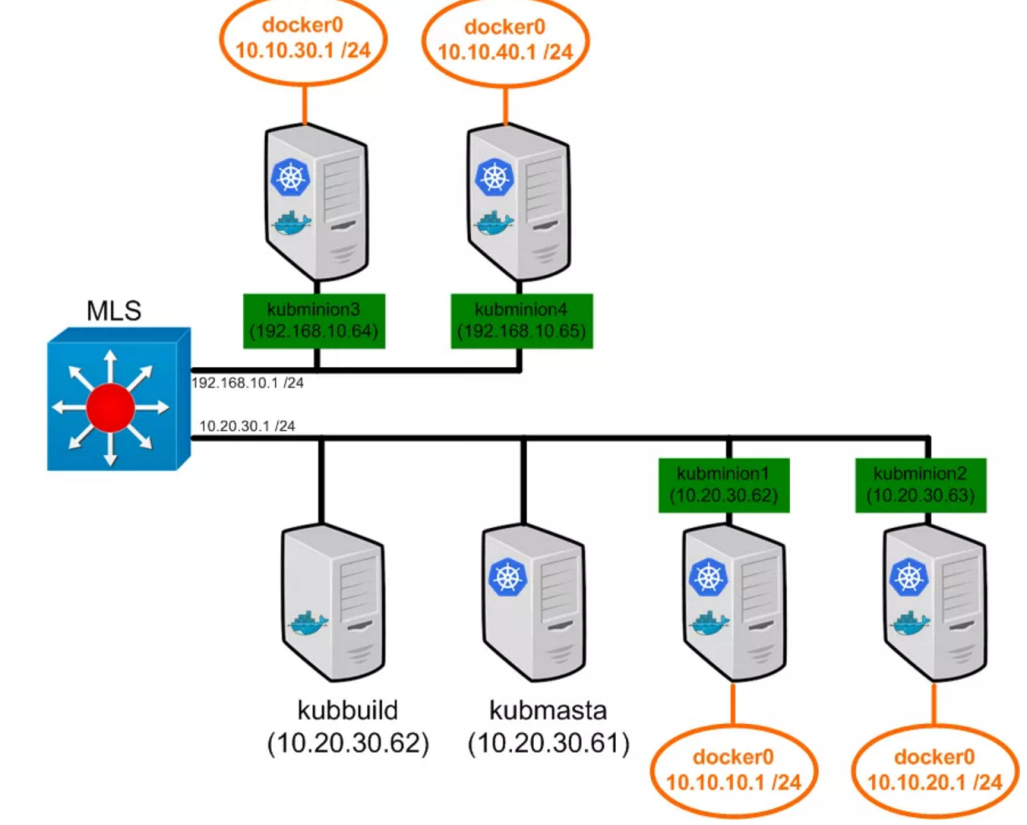 docker0
10.10.30.1 /24
docker0
10.10.40.1 /24
kubminion3
(192.168.10.64)
kubminion4
(192.168.10.65)
MLS
192.168.10.1 /24
10.20.30.1 /24
kubminion1
(10.20.30.62)
kubminion2
(10.20.30.63)
kubbuild
(10.20.30.62)
kubmasta
(10.20.30.61)
docker0
10.10.10.1 /24
docker0
10.10.20.1 /24